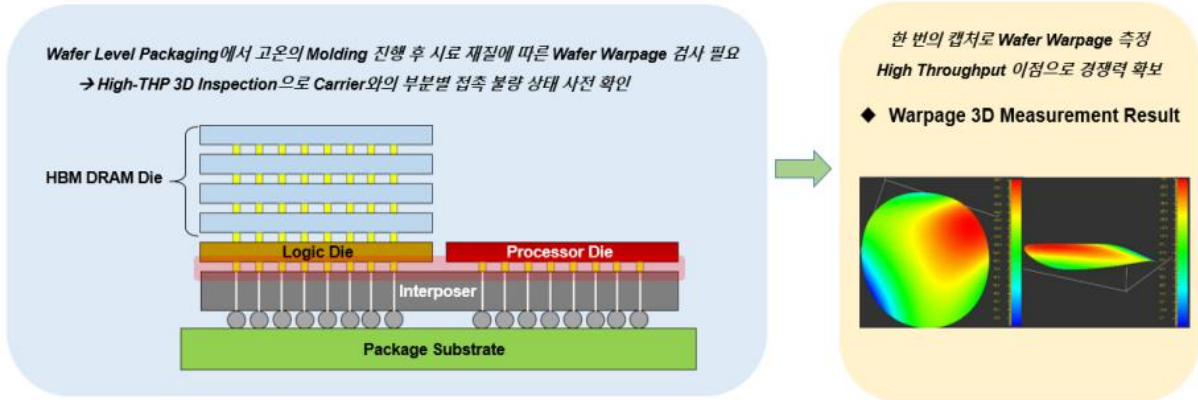 Wafer Level Packaging에서 고온의 Molding 진행 후 시료 재질에 따른 Wafer Warpage 검사 필요
→ High-THP 3D Inspection으로 Carrier와의 부분별 접촉 불량 상태 사전 확인
HBM DRAM Die
Logic Die
Processor Die
Interposer
Package Substrate
한 번의 캡처로 Wafer Warpage 측정
High Throughput 이점으로 경쟁력 확보
◆ Warpage 3D Measurement Result